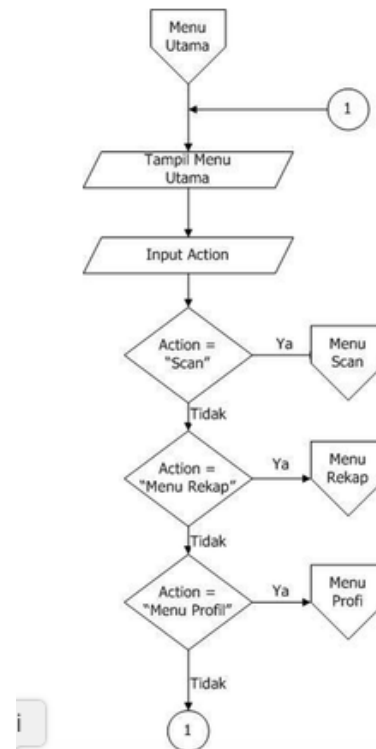 Menu
Utama
1
Tampil Menu
Utama
Input Action
Action =
"Scan"
Ya
Menu
Scan
Tidak
Action =
"Menu Rekap"
Ya
Menu
Rekap
Tidak
Action =
"Menu Profil"
Ya
Menu
Profi
Tidak
i
1